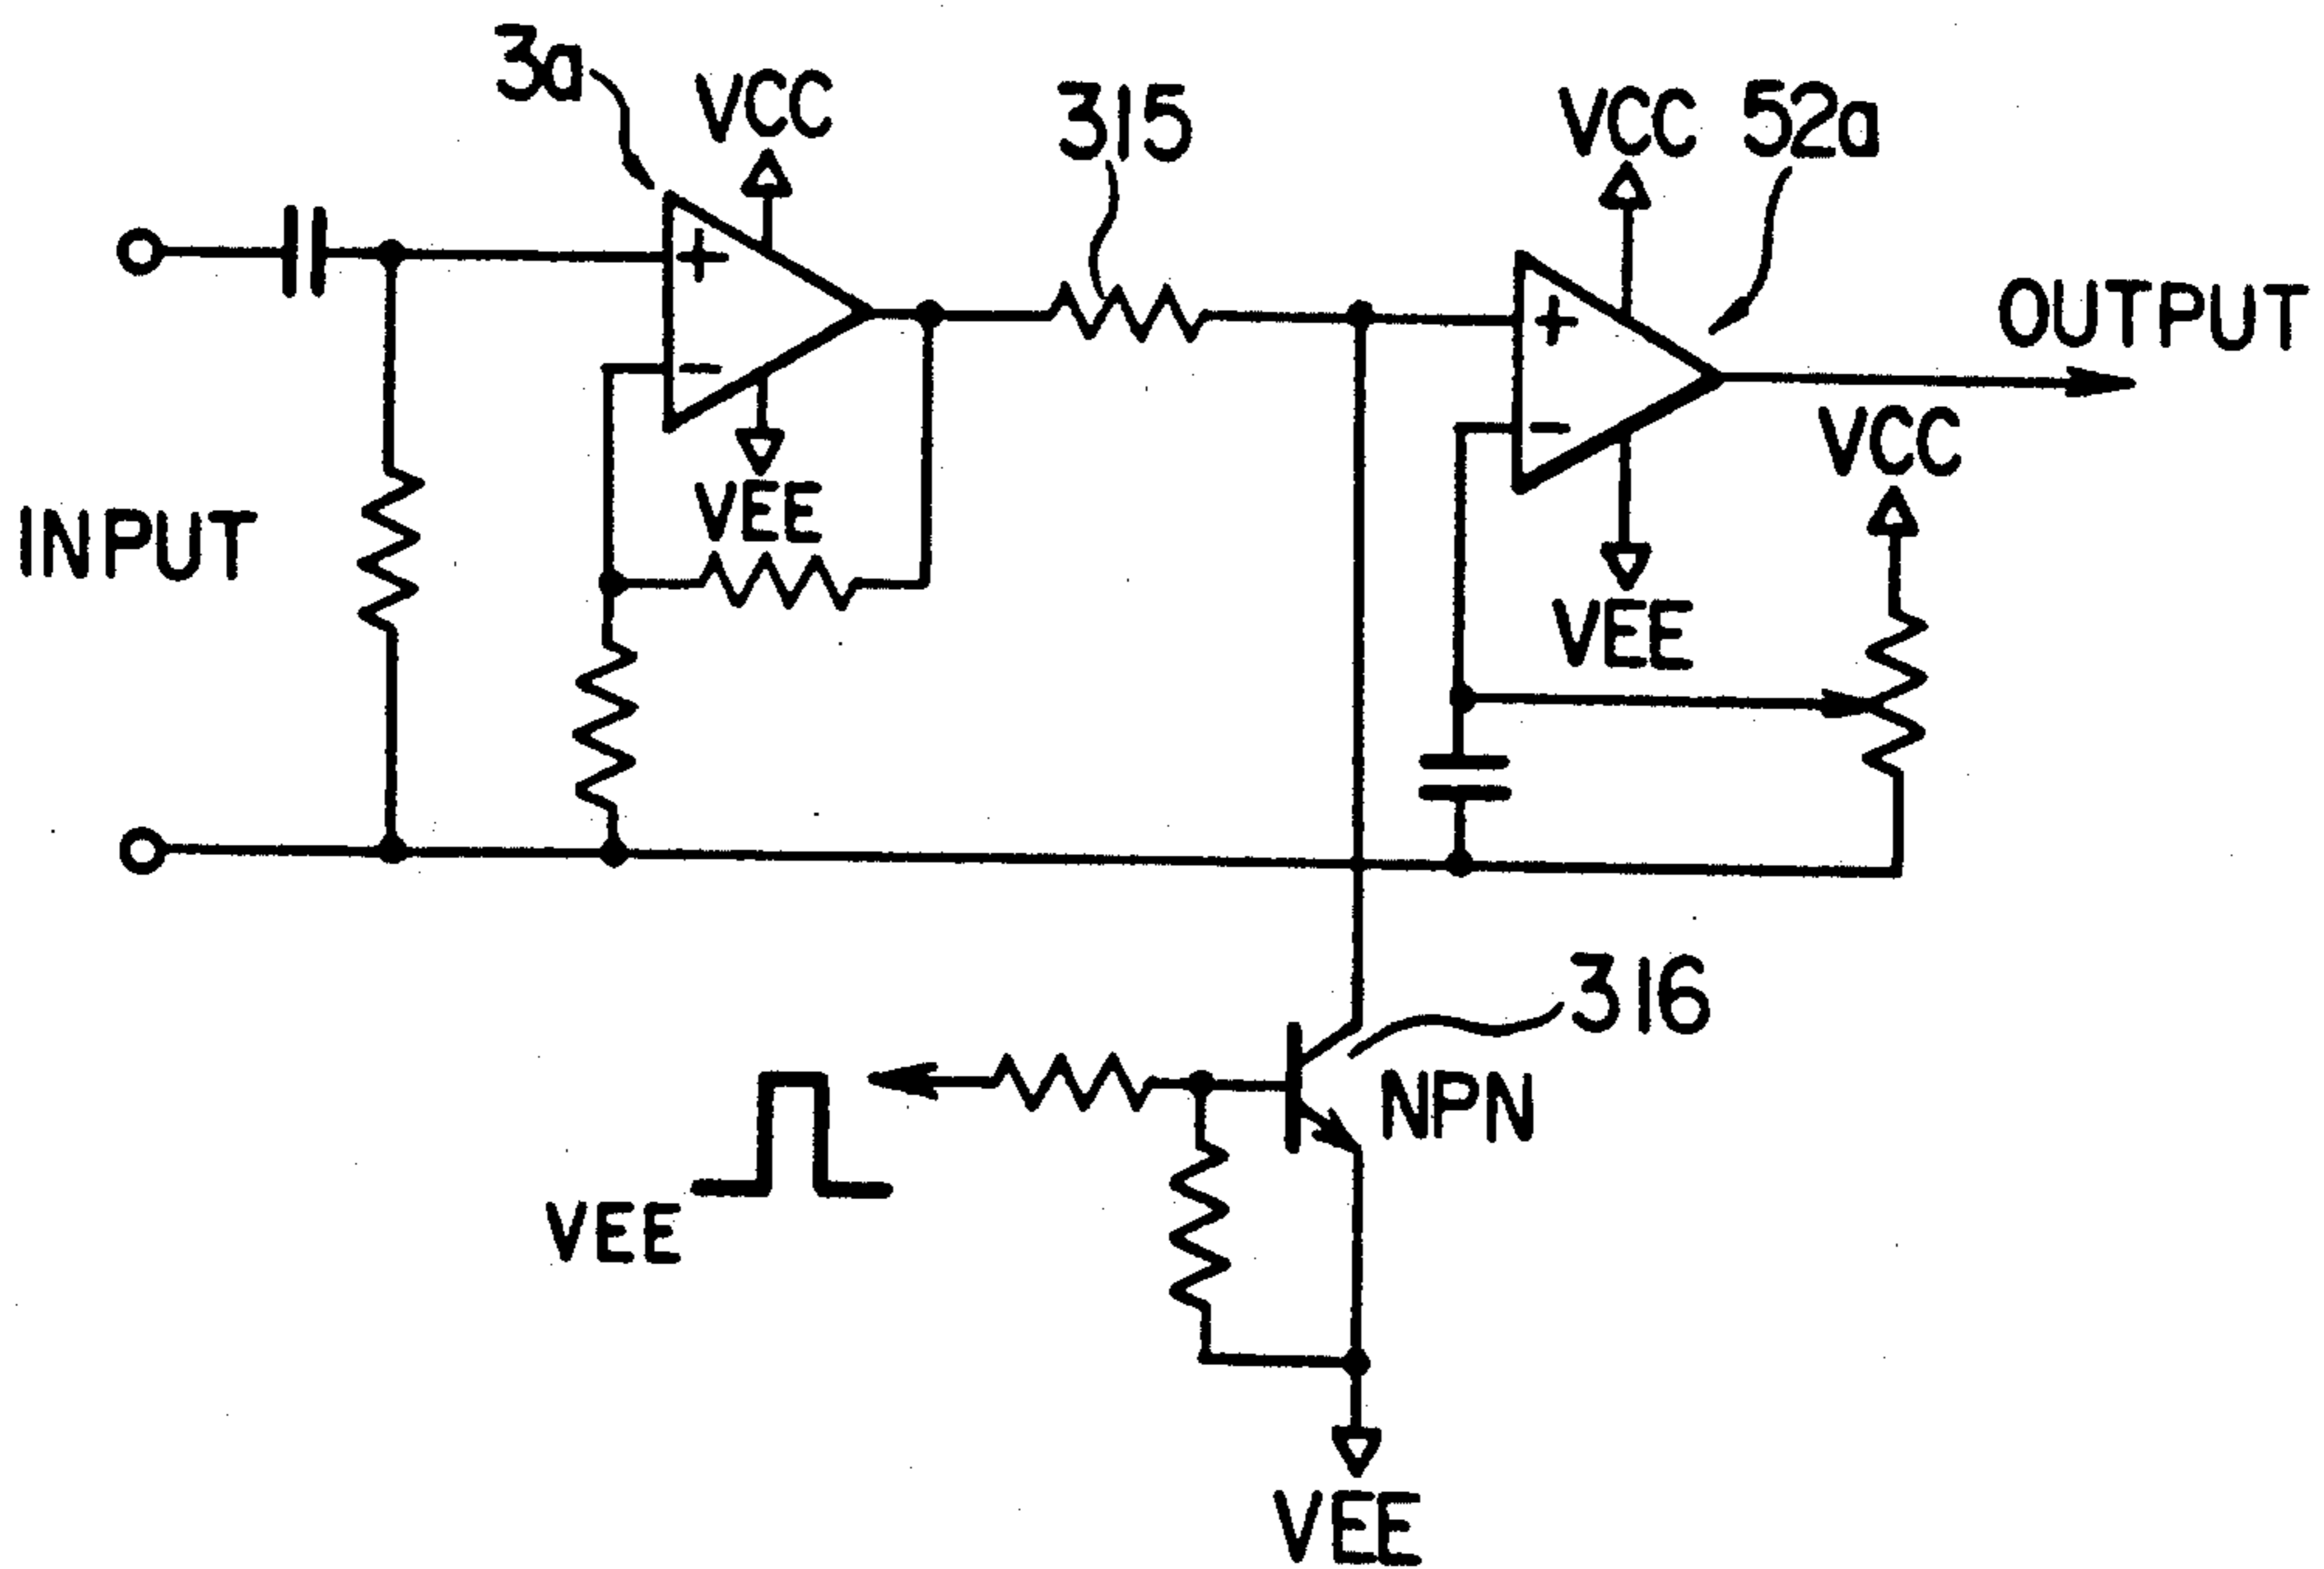 3a
VCC
315
VCC
52a
OUTPUT
+
+
-
-
VCC
INPUT
VEE
VEE
316
NPN
VEE
VEE